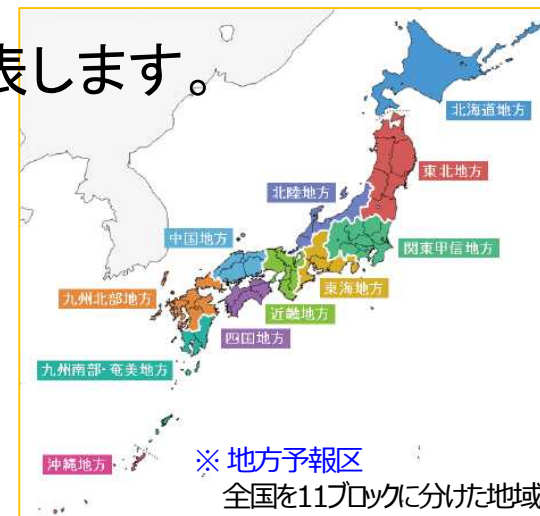 表します。
北海道地方
東北地方
北陸地方
中国地方
関東甲信地方
九州北部地方
東海地方
近畿地方
四国地方
九州南部・奄美地方
沖縄地方
※ 地方予報区
全国を11ブロックに分けた地域